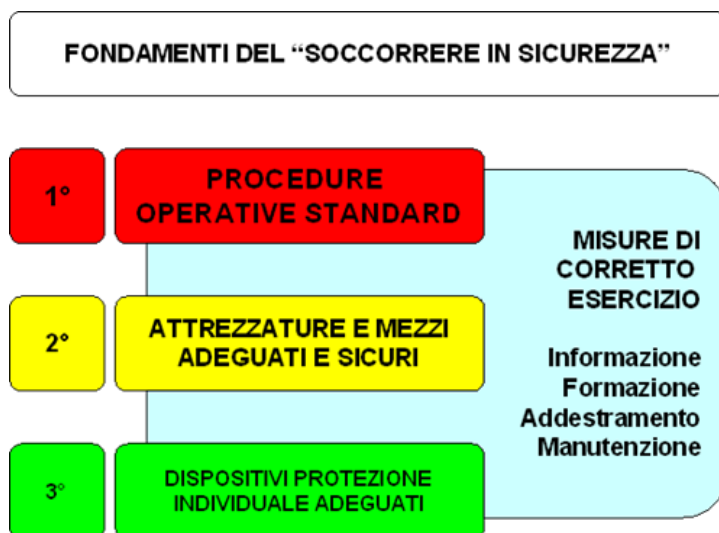 FONDAMENTI DEL “SOCCORRERE IN SICUREZZA”
1°
PROCEDURE
OPERATIVE STANDARD
2°
ATTREZZATURE E MEZZI
ADEGUATI E SICURI
3°
DISPOSITIVI PROTEZIONE
INDIVIDUALE ADEGUATI
MISURE DI
CORRETTO
ESERCIZIO
Informazione
Formazione
Addestramento
Manutenzione